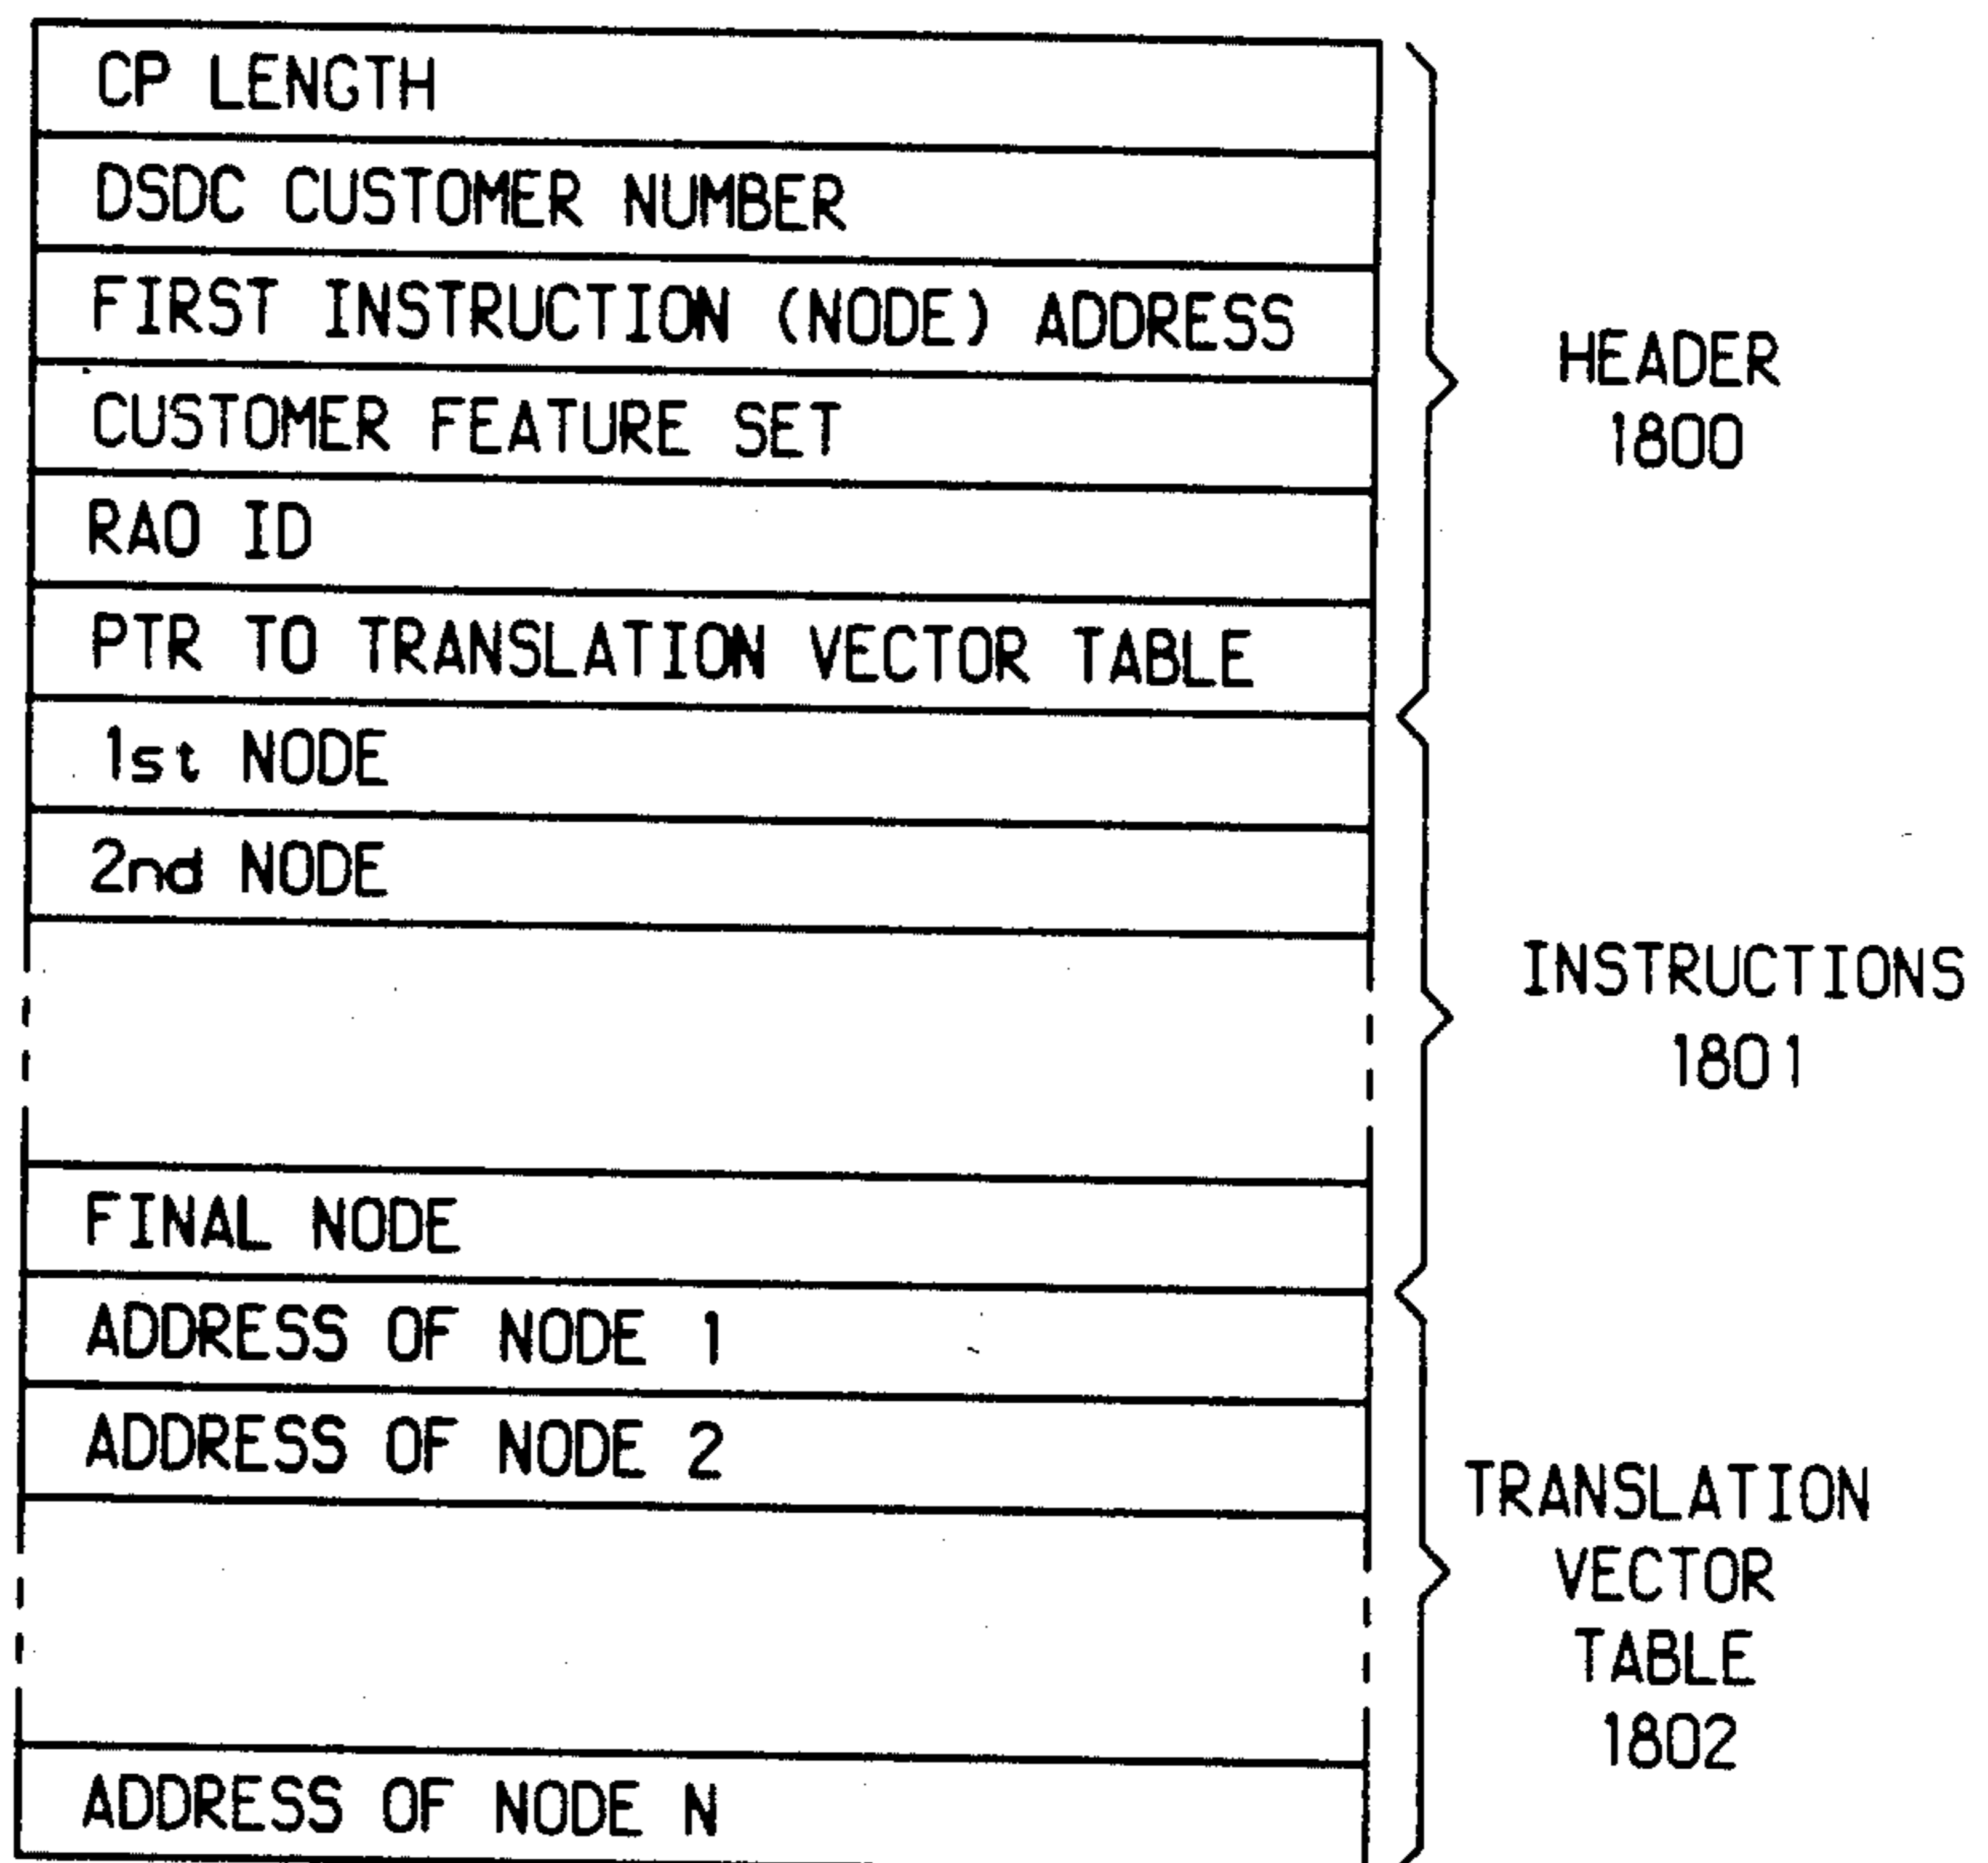 CP LENGTH
DSDC CUSTOMER NUMBER
FIRST INSTRUCTION (NODE) ADDRESS
CUSTOMER FEATURE SET
RAO ID
PTR TO TRANSLATION VECTOR TABLE
HEADER
1800
1st NODE
2nd NODE
FINAL NODE
INSTRUCTIONS
1801
ADDRESS OF NODE 1
ADDRESS OF NODE 2
ADDRESS OF NODE N
TRANSLATION
VECTOR
TABLE
1802